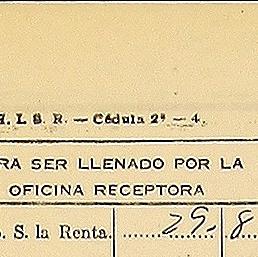 H. I. S. R. — Cédula 2ª — 4.
RA SER LLENADO POR LA
OFICINA RECEPTORA
. S. la Renta. 29. 8